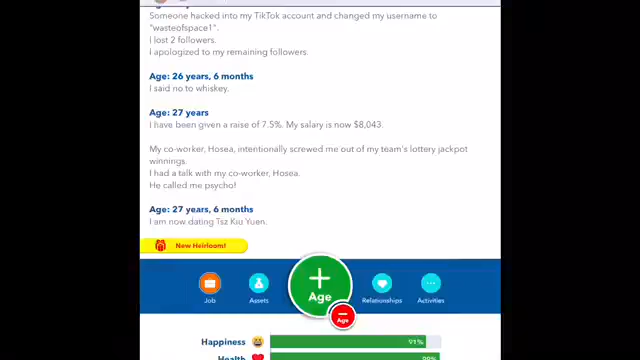 Someone hacked into my TikTok account and changed my username to
"wasteofspace1".
I lost 2 followers.
I apologized to my remaining followers.
Age: 26 years, 6 months
I said no to whiskey.
Age: 27 years
I have been given a raise of 7.5%. My salary is now $8,043.
My co-worker, Hosea, intentionally screwed me out of my team's lottery jackpot
winnings.
I had a talk with my co-worker, Hosea.
He called me psycho!
Age: 27 years, 6 months
I am now dating Tsz Kiu Yuen.
New Heirloom!
Age
Job
Assets
Relationships
Activities
Age
Happiness
91%
Health
99%